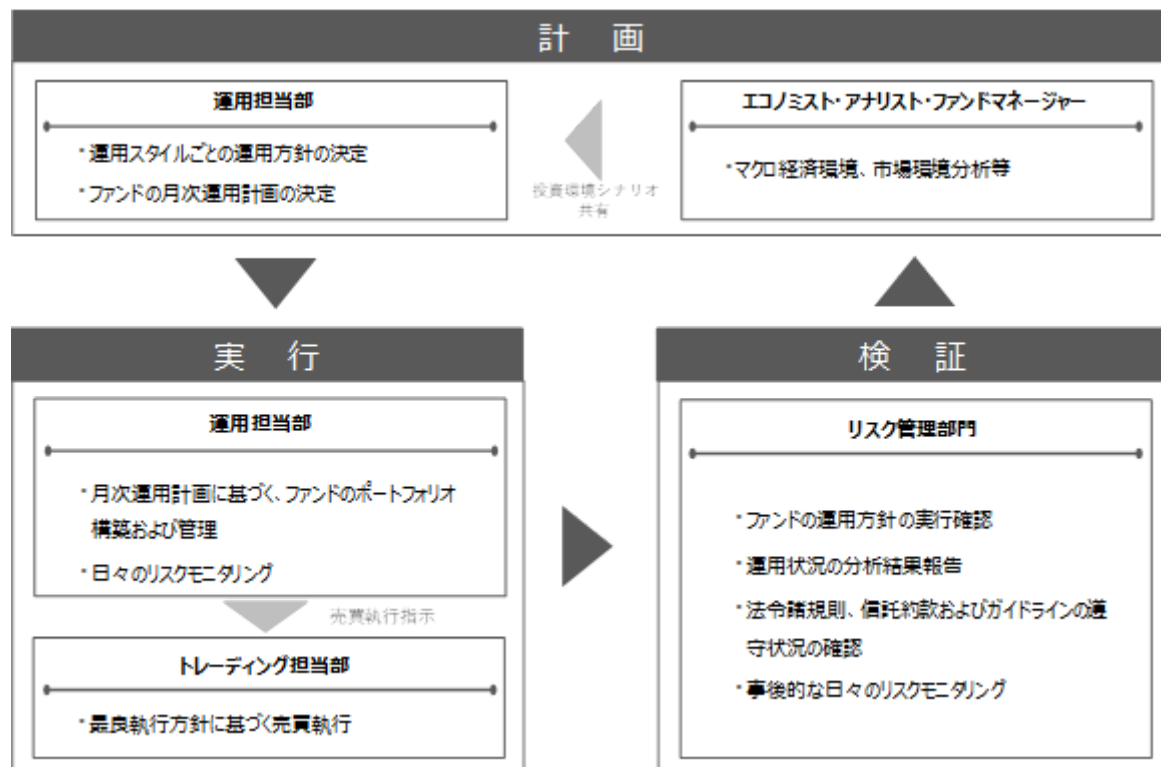 計 画
運用担当部
・運用スタイルごとの運用方針の決定
・ファンドの月次運用計画の決定
投資環境シナリオ
共有
エコノミスト・アナリスト・ファンドマネージャー
・マクロ経済環境、市場環境分析等
実 行
運用担当部
・月次運用計画に基づく、ファンドのポートフォリオ
構築および管理
・日々のリスクモニタリング
売買執行指示
トレーディング担当部
・最良執行方針に基づく売買執行
検 証
リスク管理部門
・ファンドの運用方針の実行確認
・運用状況の分析結果報告
・法令諸規則、信託約款およびガイドラインの遵
守状況の確認
・事後的な日々のリスクモニタリング